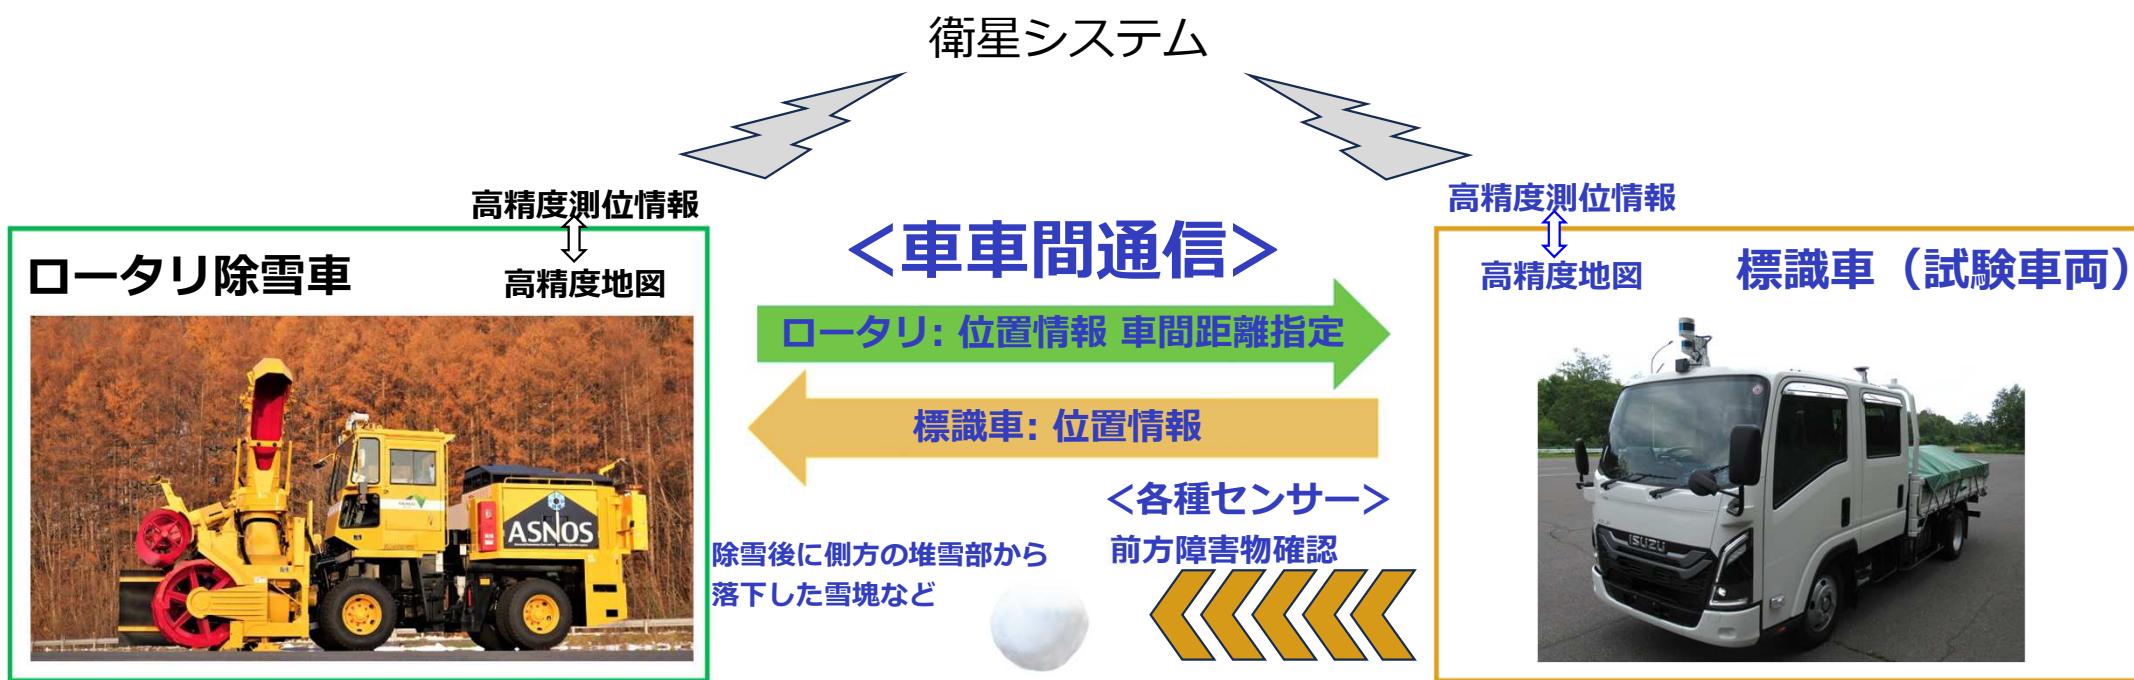 衛星システム
高精度測位情報
高精度地図
ロータリ除雪車
ASNOS
<車車間通信>
ロータリ: 位置情報 車間距離指定
標識車: 位置情報
<各種センサー>
前方障害物確認
除雪後に側方の堆雪部から
落下した雪塊など
高精度測位情報
高精度地図
標識車（試験車両）
ISUZU